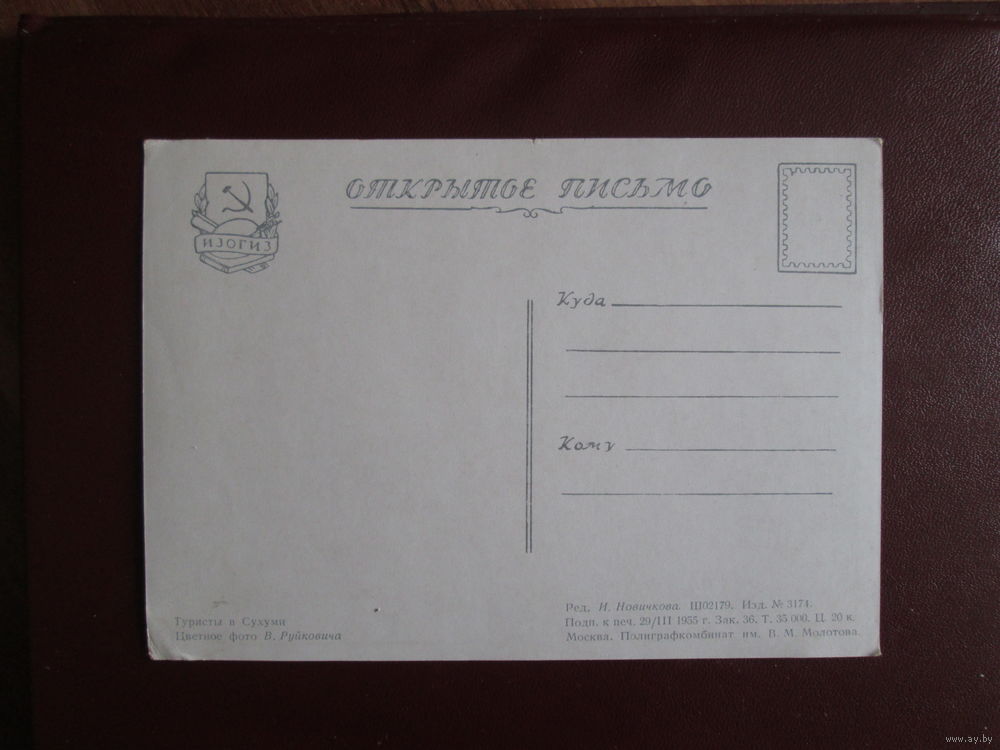 ИЗОГИЗ
ОТКРЫТОЕ ПИСЬМО
Куда
Кому
Туристы в Сухуми
Цветное фото В. Руйковича
Ред. И. Новичкова. Ш02179. Изд. № 3174.
Подп. к печ. 29/III 1955 г. Зак. 36. Т. 35 000. Ц. 20 к.
Москва. Полиграфкомбинат им. В. М. Молотова.
www.ay.by